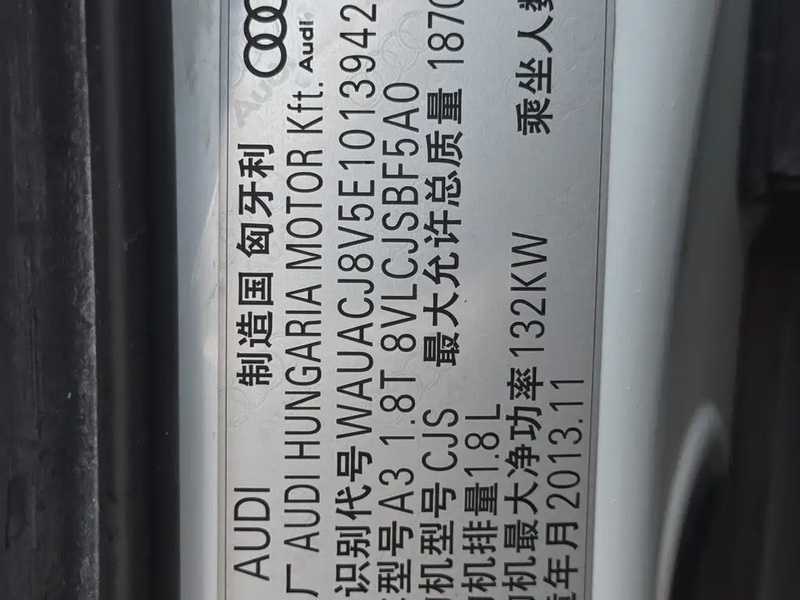 AUDI 制造国 匈牙利
厂 AUDI HUNGARIA MOTOR Kft. Audi
识别代号 WAUACJ8V5E1013942
型号 A3 1.8T 8VLCJSBF5A0
机型号 CJS 最大允许总质量 1870
机排量 1.8L
机最大净功率 132KW 乘坐人数
年月 2013.11